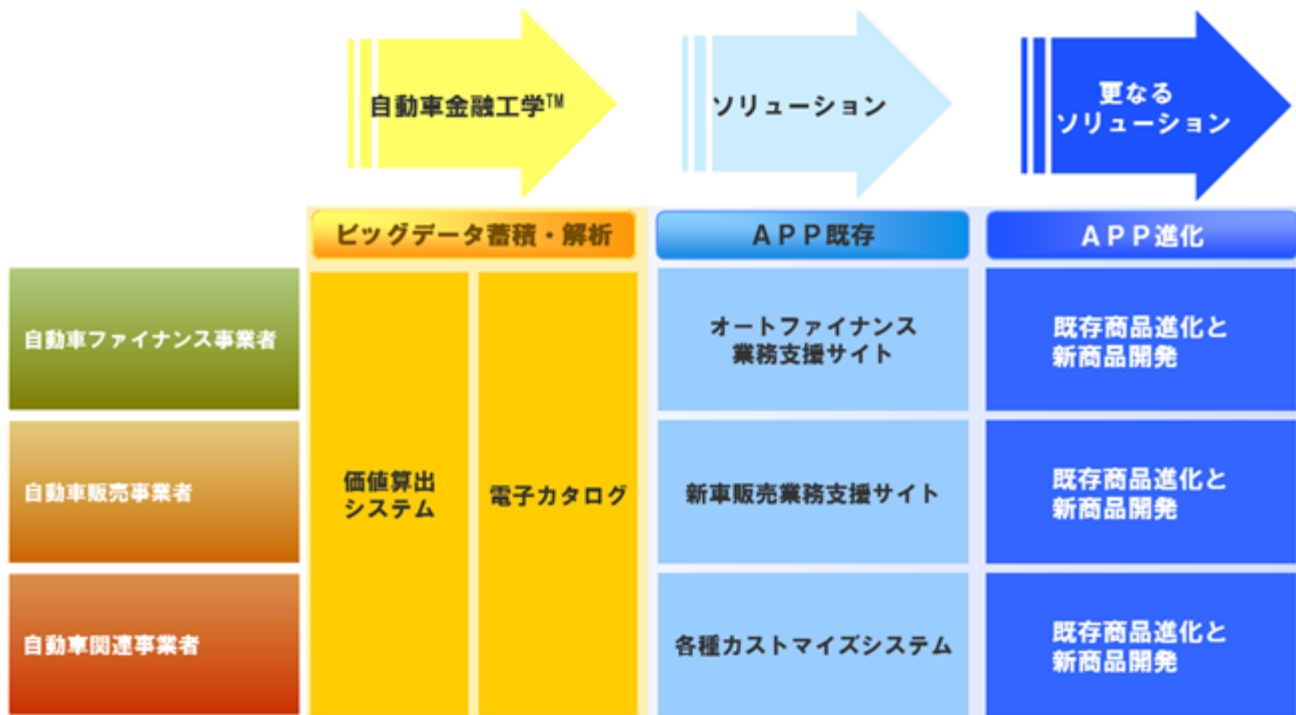 自動車金融工学™
ソリューション
更なる
ソリューション
ビッグデータ蓄積・解析
ＡＰＰ既存
ＡＰＰ進化
自動車ファイナンス事業者
オートファイナンス
業務支援サイト
既存商品進化と
新商品開発
自動車販売事業者
価値算出
システム
電子カタログ
新車販売業務支援サイト
既存商品進化と
新商品開発
自動車関連事業者
各種カストマイズシステム
既存商品進化と
新商品開発